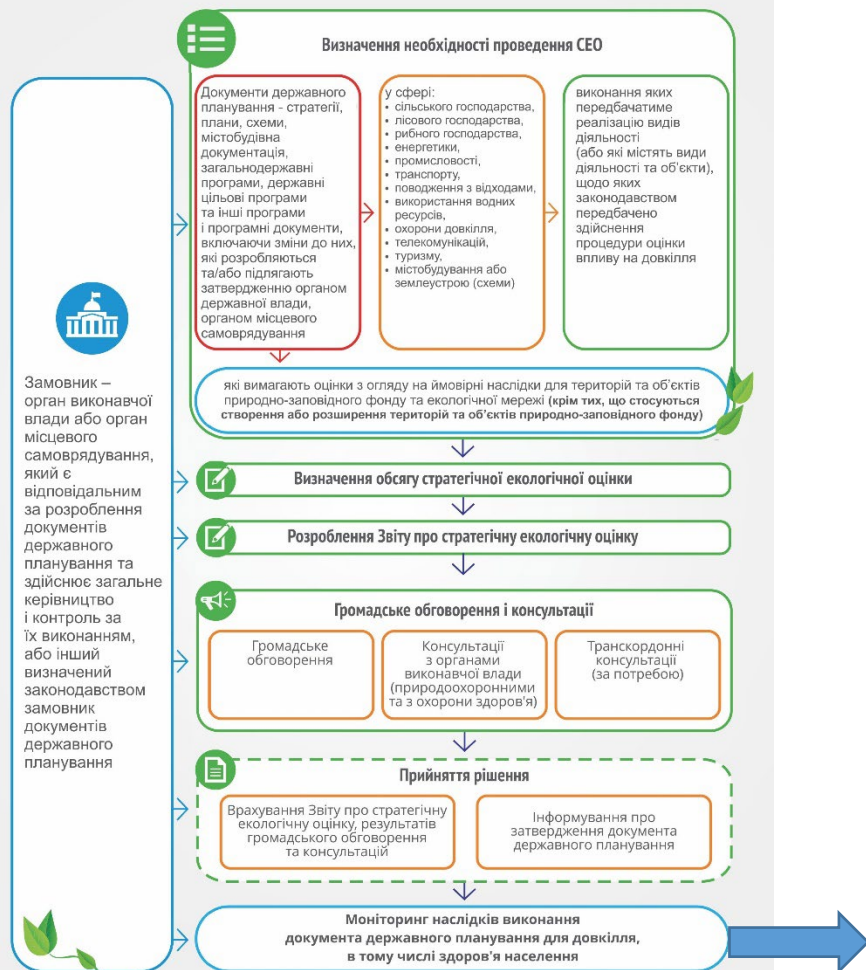 Визначення необхідності проведення СЕО
Документи державного
планування - стратегії,
плани, схеми,
містобудівна
документація,
загальнодержавні
програми, державні
цільові програми
та інші програми
і програмні документи,
включаючи зміни до них,
які розробляються
та/або підлягають
затвердженню органом
державної влади,
органом місцевого
самоврядування
у сфері:
• сільського господарства,
• лісового господарства,
• рибного господарства,
• енергетики,
• промисловості,
• транспорту,
• поводження з відходами,
• використання водних
ресурсів,
• охорони довкілля,
• телекомунікацій,
• туризму,
• містобудування або
землеустрою (схеми)
виконання яких
передбачатиме
реалізацію видів
діяльності
(або які містять види
діяльності та об'єкти),
щодо яких
законодавством
передбачено
здійснення
процедури оцінки
впливу на довкілля
які вимагають оцінки з огляду на ймовірні наслідки для територій та об'єктів
природно-заповідного фонду та екологічної мережі (крім тих, що стосуються
створення або розширення територій та об'єктів природно-заповідного фонду)
Замовник –
орган виконавчої
влади або орган
місцевого
самоврядування,
який є
відповідальним
за розроблення
документів
державного
планування та
здійснює загальне
керівництво
і контроль за
їх виконанням,
або інший
визначений
законодавством
замовник
документів
державного
планування
Визначення обсягу стратегічної екологічної оцінки
Розроблення Звіту про стратегічну екологічну оцінку
Громадське обговорення і консультації
Громадське
обговорення
Консультації
з органами
виконавчої влади
(природоохоронними
та з охорони здоров'я)
Транскордонні
консультації
(за потребою)
Прийняття рішення
Врахування Звіту про стратегічну
екологічну оцінку, результатів
громадського обговорення
та консультацій
Інформування про
затвердження документа
державного планування
Моніторинг наслідків виконання
документа державного планування для довкілля,
в тому числі здоров'я населення